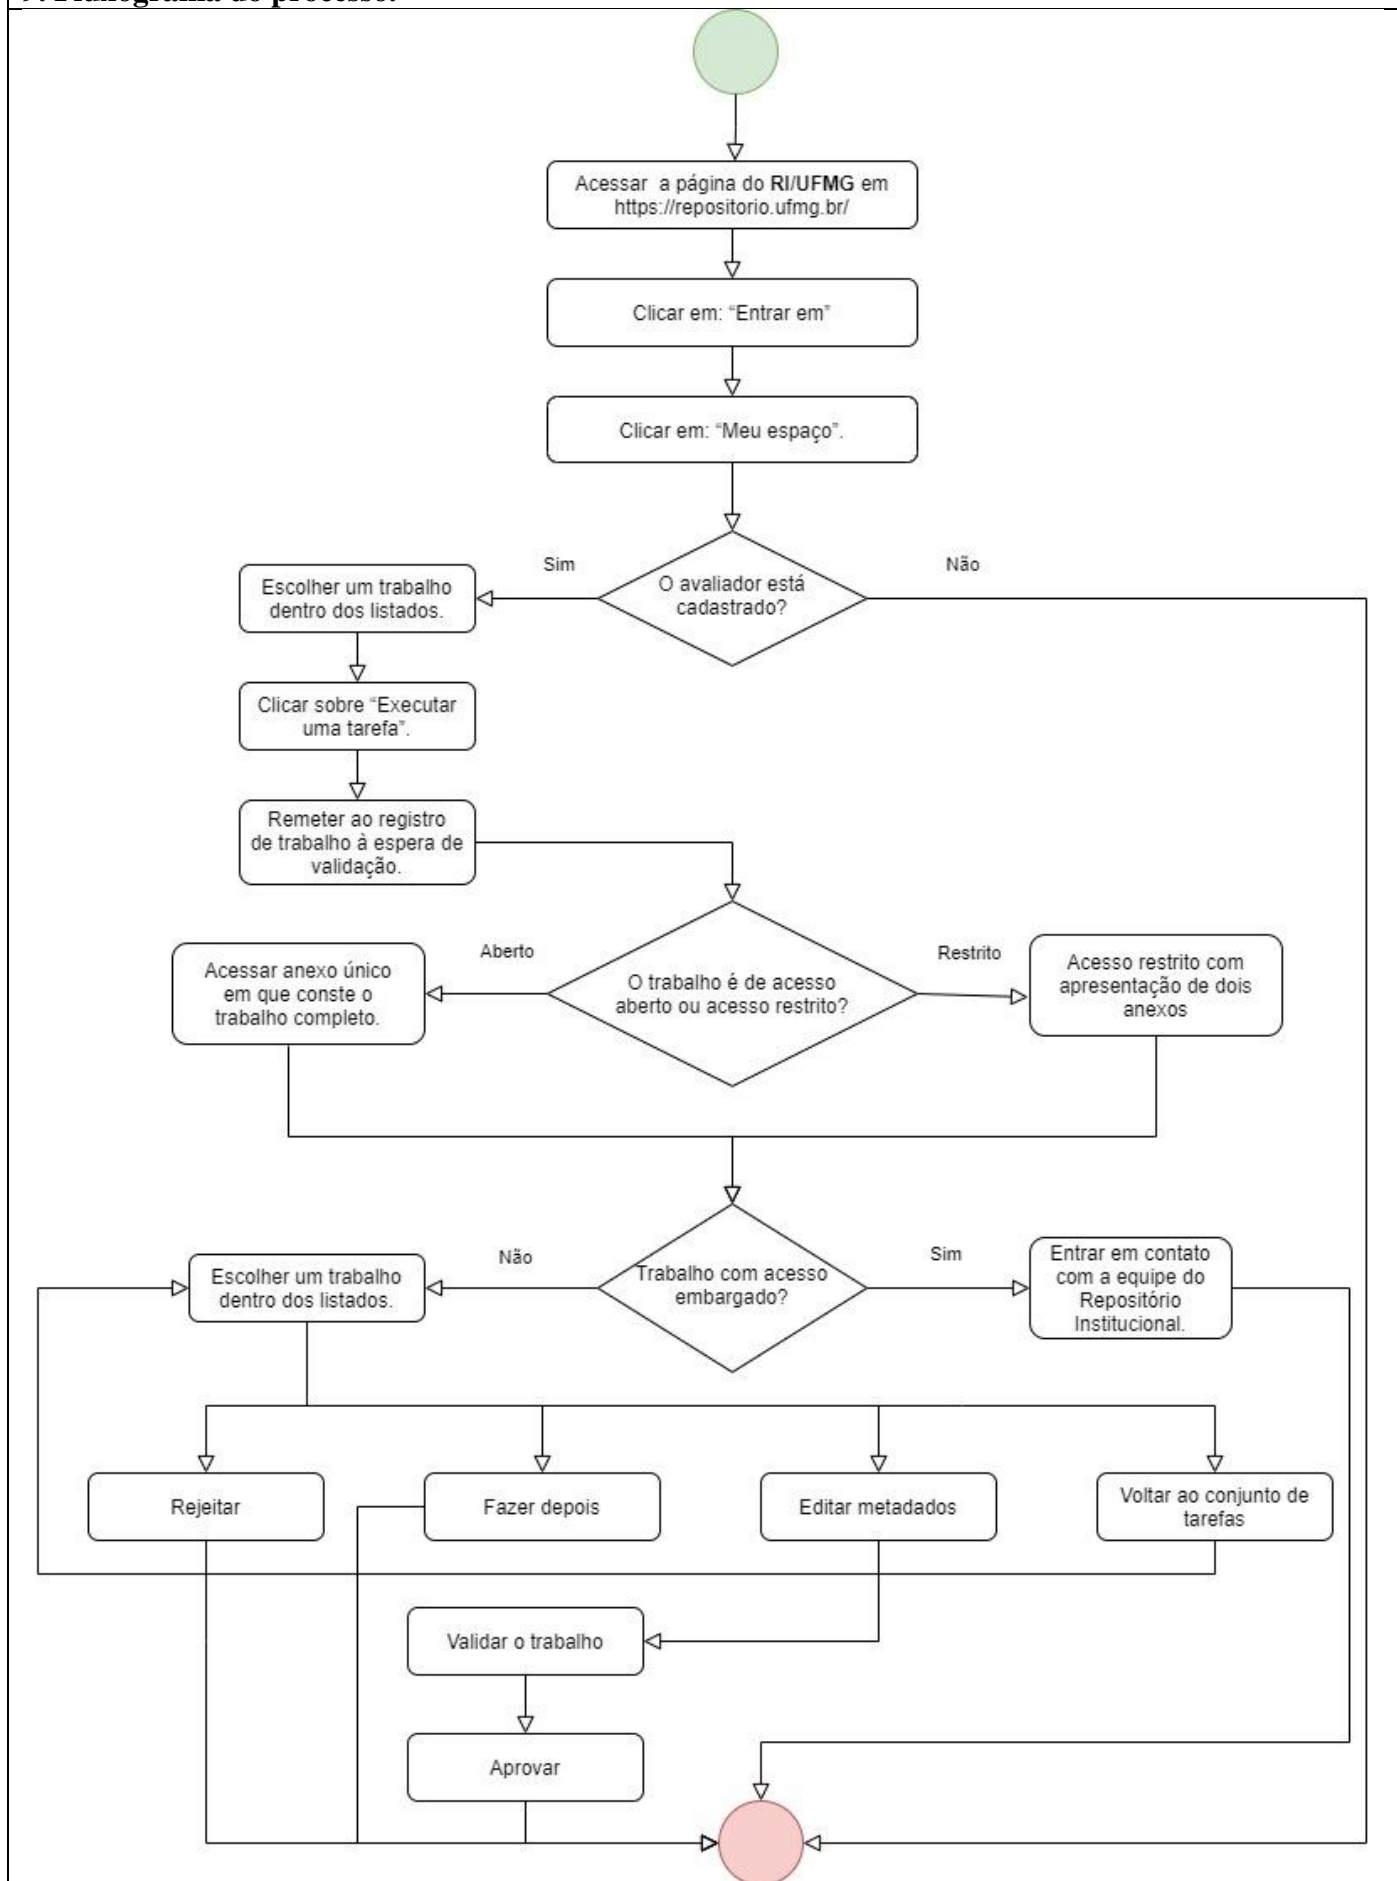 9. Fluxograma do processo.
Acessar a página do RI/UFMG em
https://repositorio.ufmg.br/
Clicar em: “Entrar em”
Clicar em: “Meu espaço”.
O avaliador está
cadastrado?
Sim
Não
Escolher um trabalho
dentro dos listados.
Clicar sobre “Executar
uma tarefa”.
Remeter ao registro
de trabalho à espera de
validação.
O trabalho é de acesso
aberto ou acesso restrito?
Aberto
Restrito
Acessar anexo único
em que conste o
trabalho completo.
Acesso restrito com
apresentação de dois
anexos
Trabalho com acesso
embargado?
Não
Sim
Escolher um trabalho
dentro dos listados.
Entrar em contato
com a equipe do
Repositório
Institucional.
Rejeitar
Fazer depois
Editar metadados
Voltar ao conjunto de
tarefas
Validar o trabalho
Aprovar